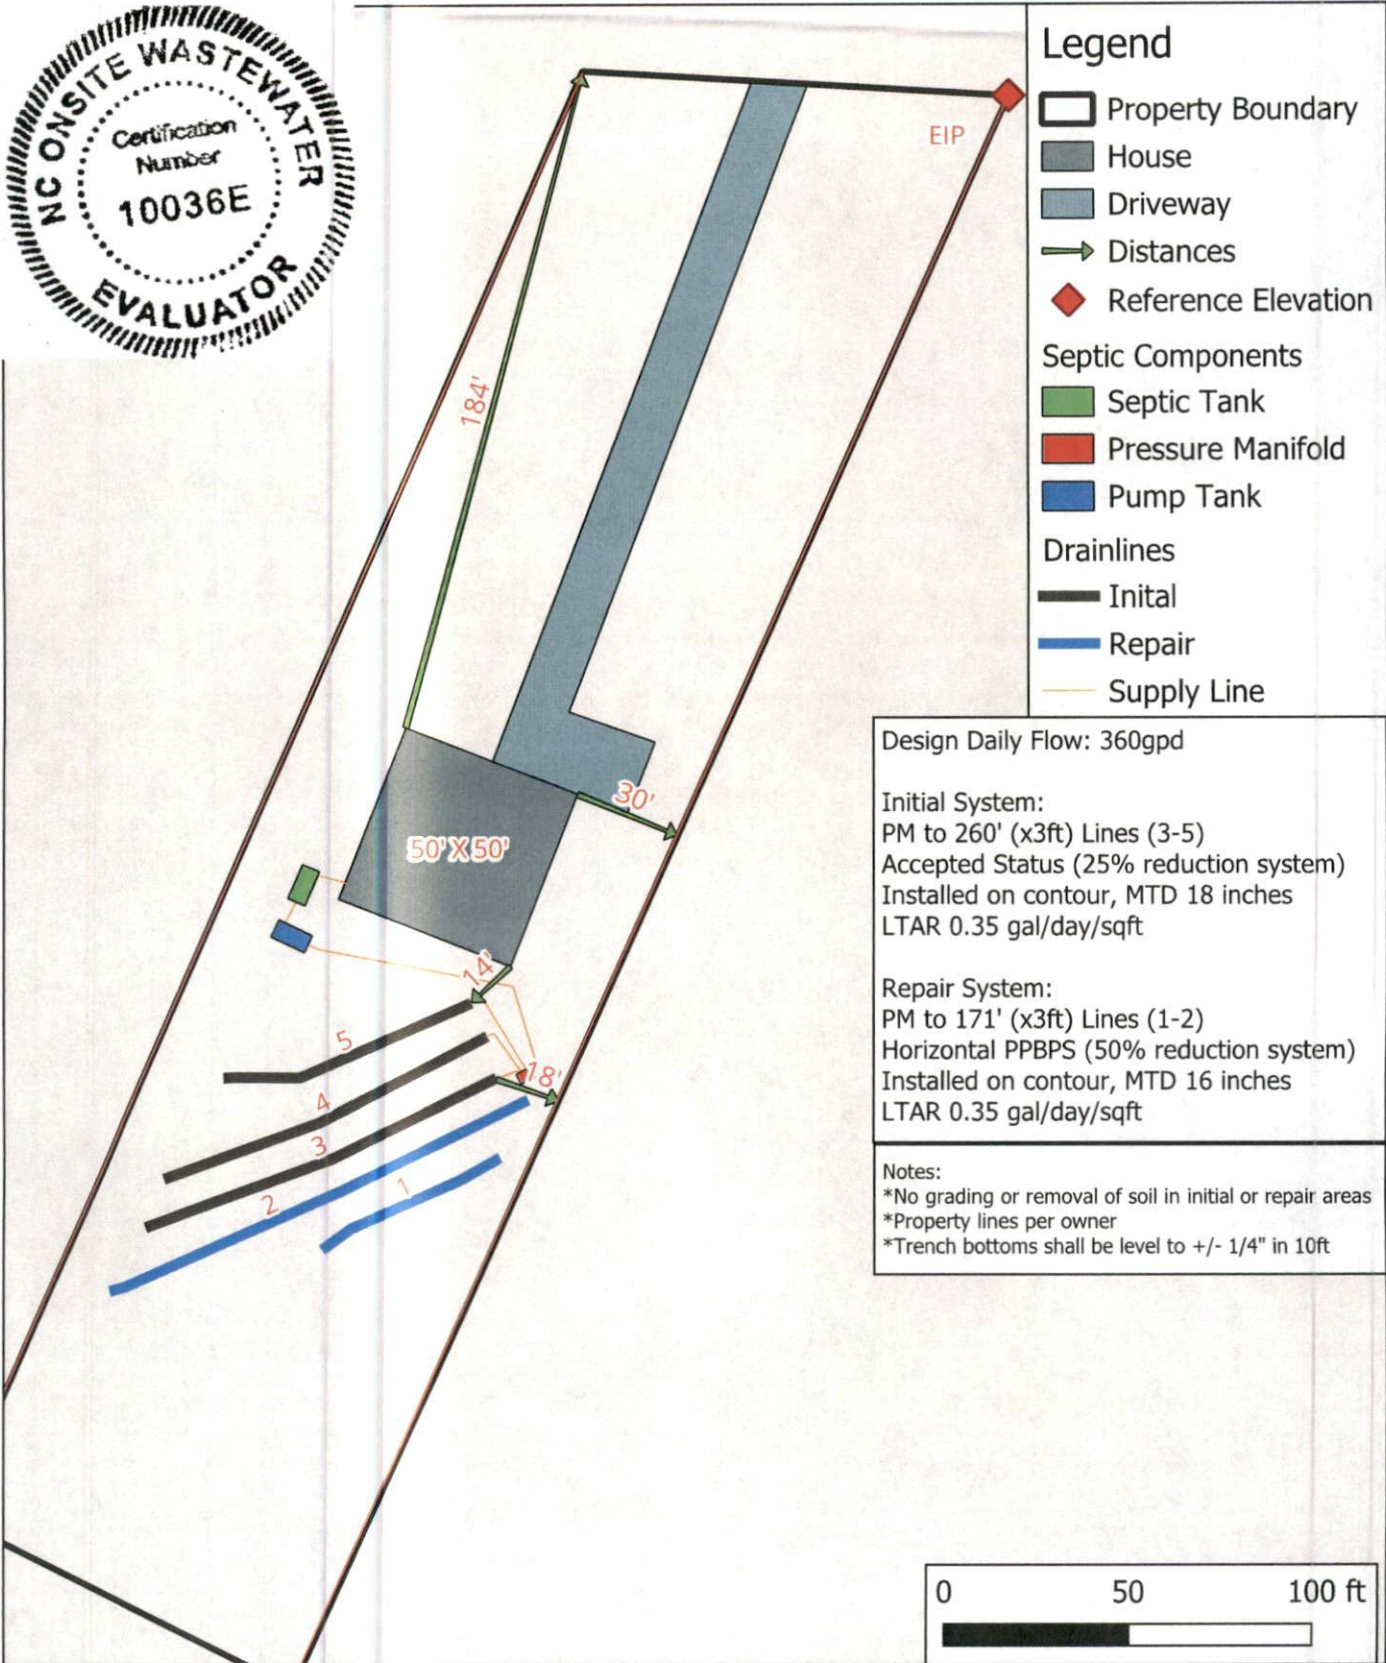 NC ONSITE WASTEWATER
Certification
Number
10036E
EVALUATOR
EIP
184'
30'
50' X 50'
14'
18'
5
4
3
2
1
Legend
Property Boundary
House
Driveway
Distances
Reference Elevation
Septic Components
Septic Tank
Pressure Manifold
Pump Tank
Drainlines
Inital
Repair
Supply Line
Design Daily Flow: 360gpd
Initial System:
PM to 260' (x3ft) Lines (3-5)
Accepted Status (25% reduction system)
Installed on contour, MTD 18 inches
LTAR 0.35 gal/day/sqft
Repair System:
PM to 171' (x3ft) Lines (1-2)
Horizontal PPBPS (50% reduction system)
Installed on contour, MTD 16 inches
LTAR 0.35 gal/day/sqft
Notes:
*No grading or removal of soil in initial or repair areas
*Property lines per owner
*Trench bottoms shall be level to +/- 1/4" in 10ft
0 50 100 ft